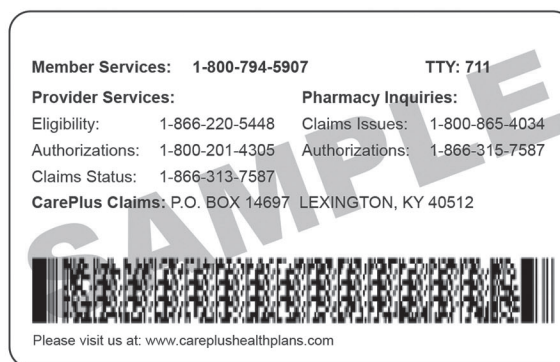 Member Services: 1-800-794-5907 TTY: 711
Provider Services: Pharmacy Inquiries:
Eligibility: 1-866-220-5448 Claims Issues: 1-800-865-4034
Authorizations: 1-800-201-4305 Authorizations: 1-866-315-7587
Claims Status: 1-866-313-7587
CarePlus Claims: P.O. BOX 14697 LEXINGTON, KY 40512
SAMPLE
Please visit us at: www.careplushealthplans.com